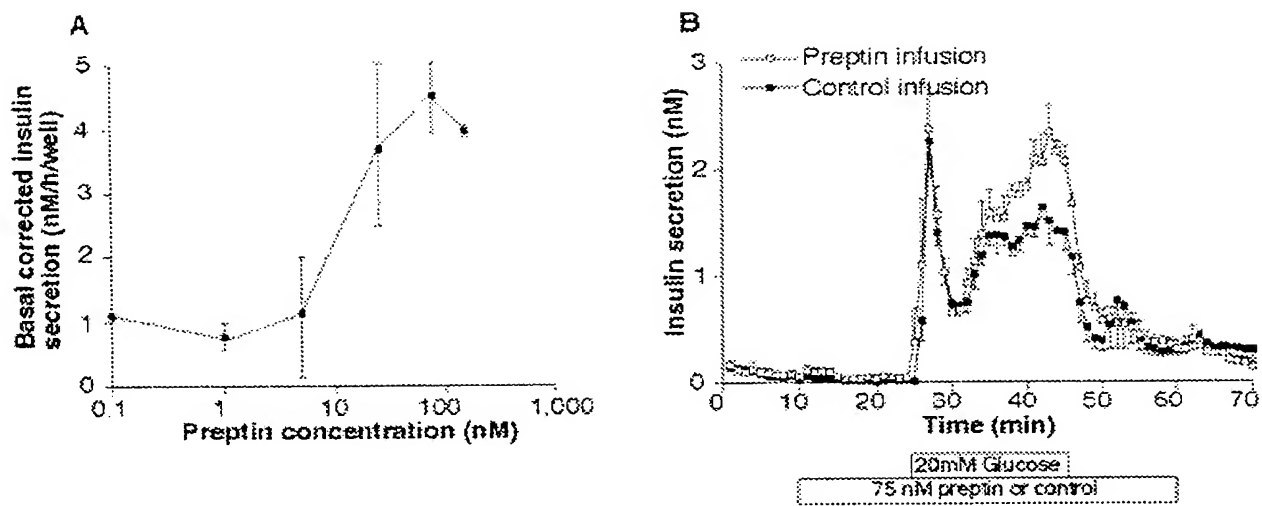 A
Basal corrected insulin
secretion (nM/h/well)
5
4
3
2
1
0
0.1 1 10 100 1,000
Preptin concentration (nM)
B
Preptin infusion
Control infusion
Insulin secretion (nM)
3
2
1
0
0 10 20 30 40 50 60 70
Time (min)
20mM Glucose
75 nM preptin or control